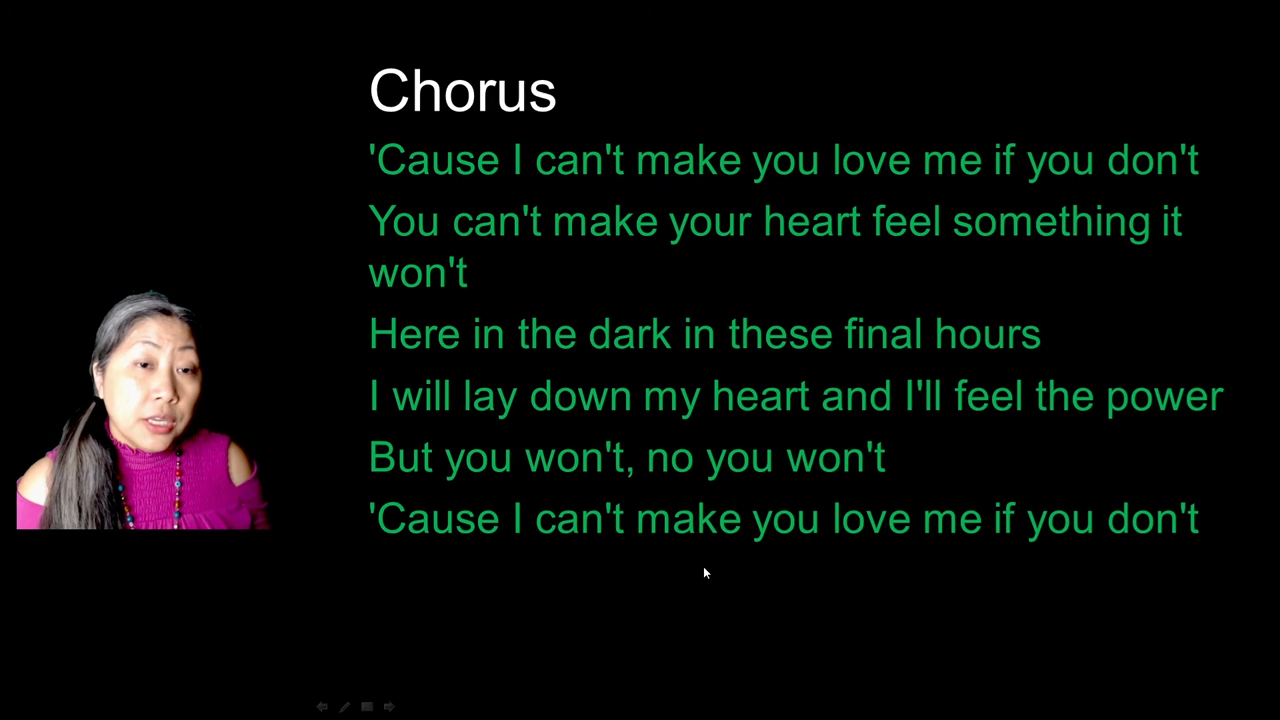 Chorus
'Cause I can't make you love me if you don't
You can't make your heart feel something it
won't
Here in the dark in these final hours
I will lay down my heart and I'll feel the power
But you won't, no you won't
'Cause I can't make you love me if you don't